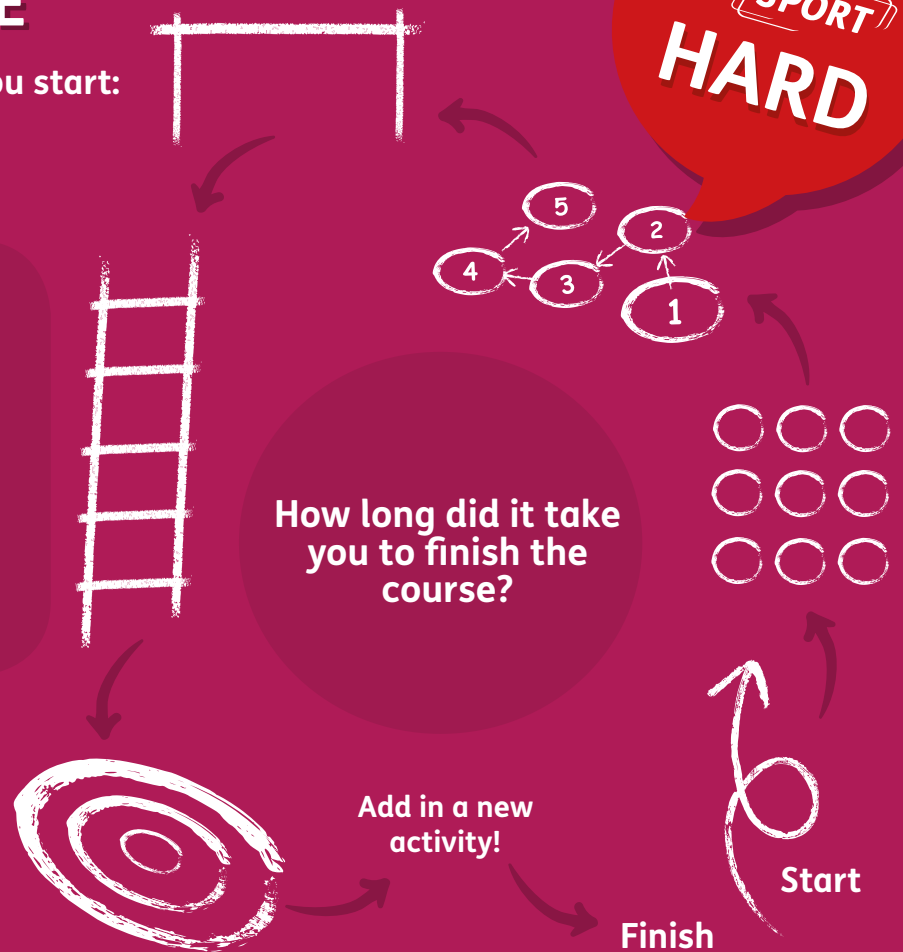 E
ou start:
SPORT
HARD
5
2
4
3
1
How long did it take
you to finish the
course?
Add in a new
activity!
Start
Finish